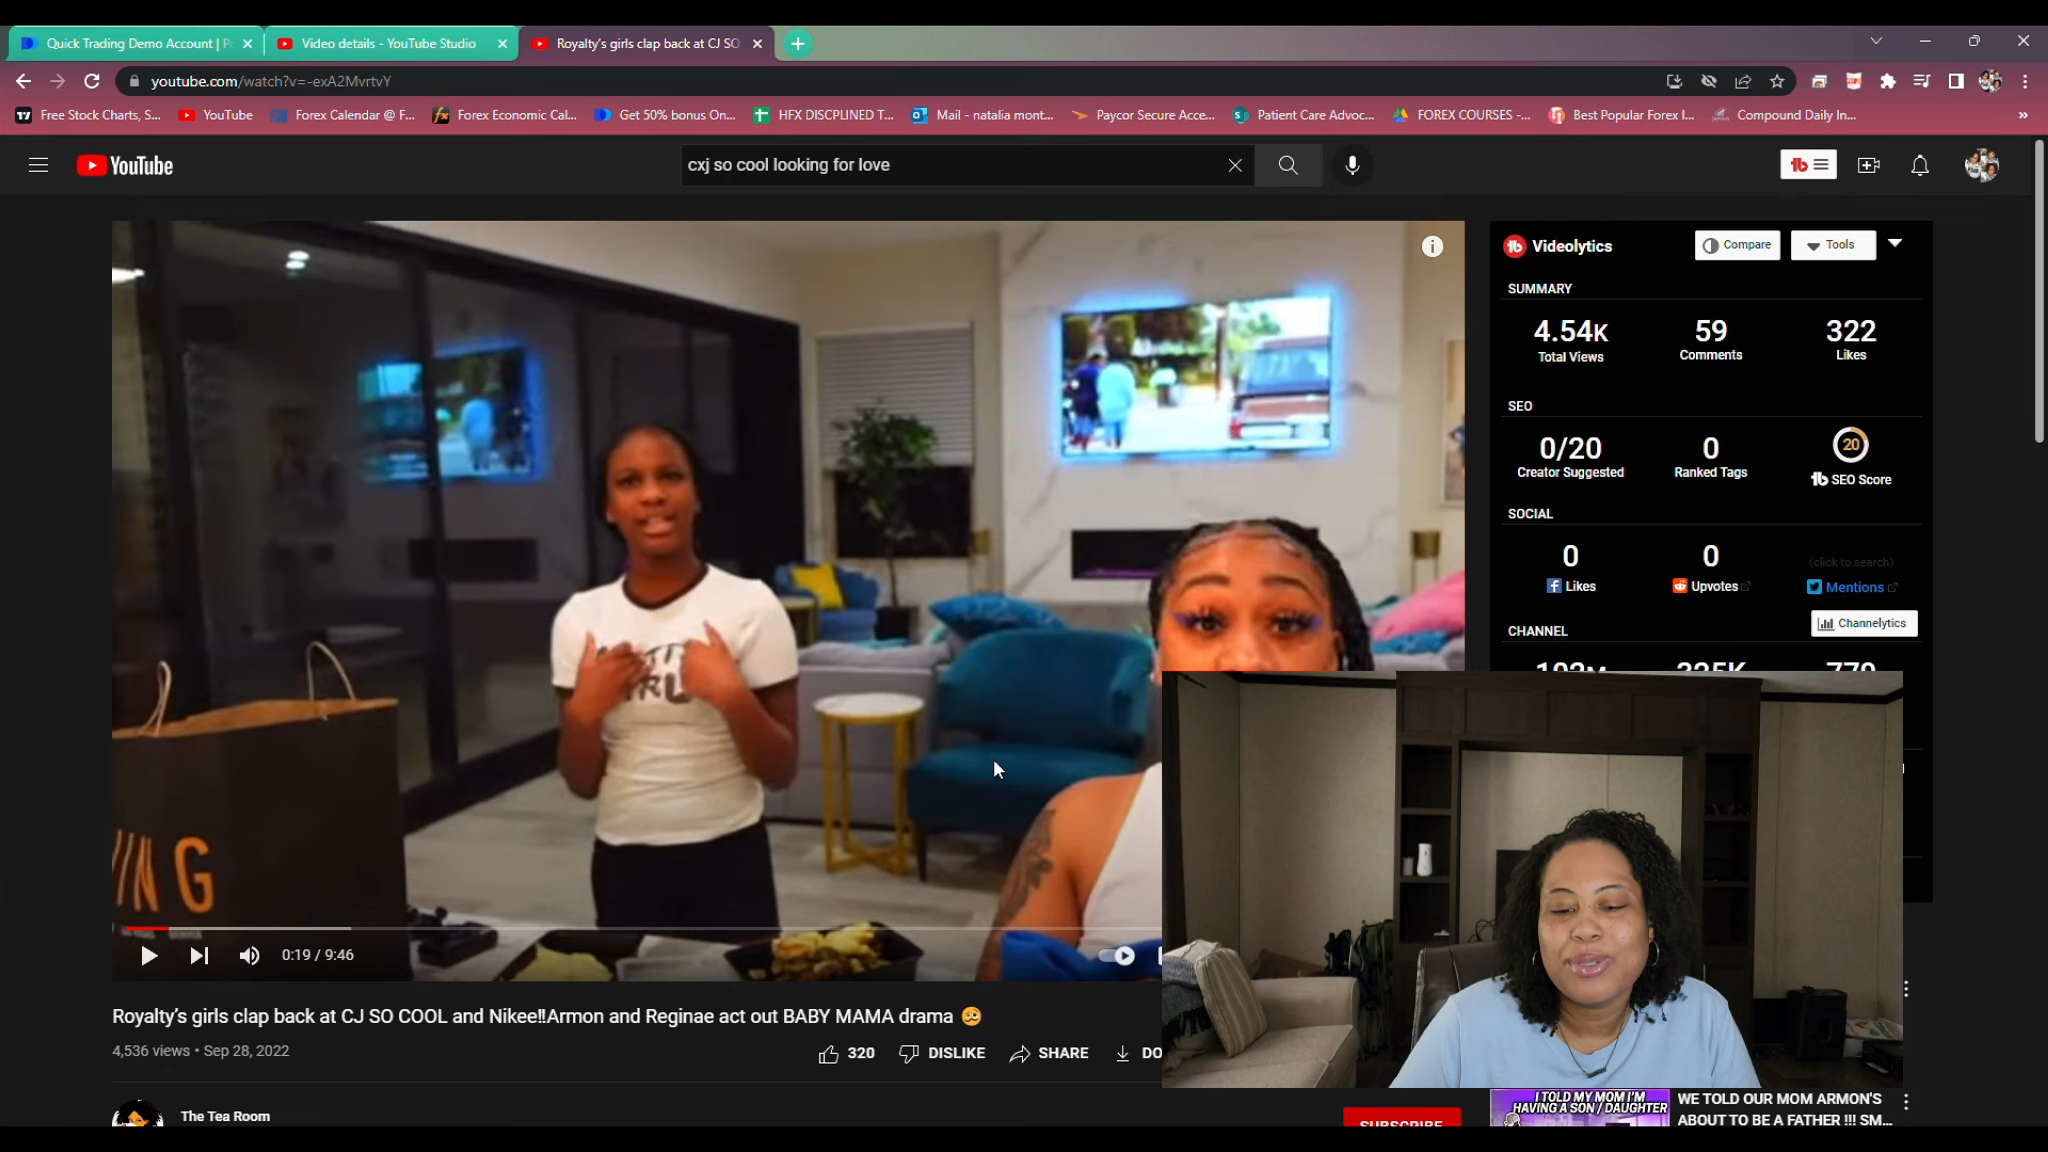 Quick Trading Demo Account | P
Video details - YouTube Studio
Royalty's girls clap back at CJ SO
youtube.com/watch?v=-exA2MvrtvY
Free Stock Charts, S...
YouTube
Forex Calendar @ F...
Forex Economic Cal...
Get 50% bonus On...
HFX DISCPLINED T...
Mail - natalia mont...
Paycor Secure Acce...
Patient Care Advoc...
FOREX COURSES -...
Best Popular Forex I...
Compound Daily In...
YouTube
cxj so cool looking for love
Videolytics
Compare
Tools
SUMMARY
4.54K 59 322
Total Views Comments Likes
SEO
0/20 0 20
Creator Suggested Ranked Tags SEO Score
SOCIAL
0 0 (click to search)
Likes Upvotes Mentions
CHANNEL
Channelytics
ING
0:19 / 9:46
Royalty's girls clap back at CJ SO COOL and Nikee‼️Armon and Reginae act out BABY MAMA drama 🥺
4,536 views • Sep 28, 2022
320 DISLIKE SHARE DO
The Tea Room
SUBSCRIBE
I TOLD MY MOM I'M
HAVING A SON / DAUGHTER
WE TOLD OUR MOM ARMON'S
ABOUT TO BE A FATHER !!! SM...